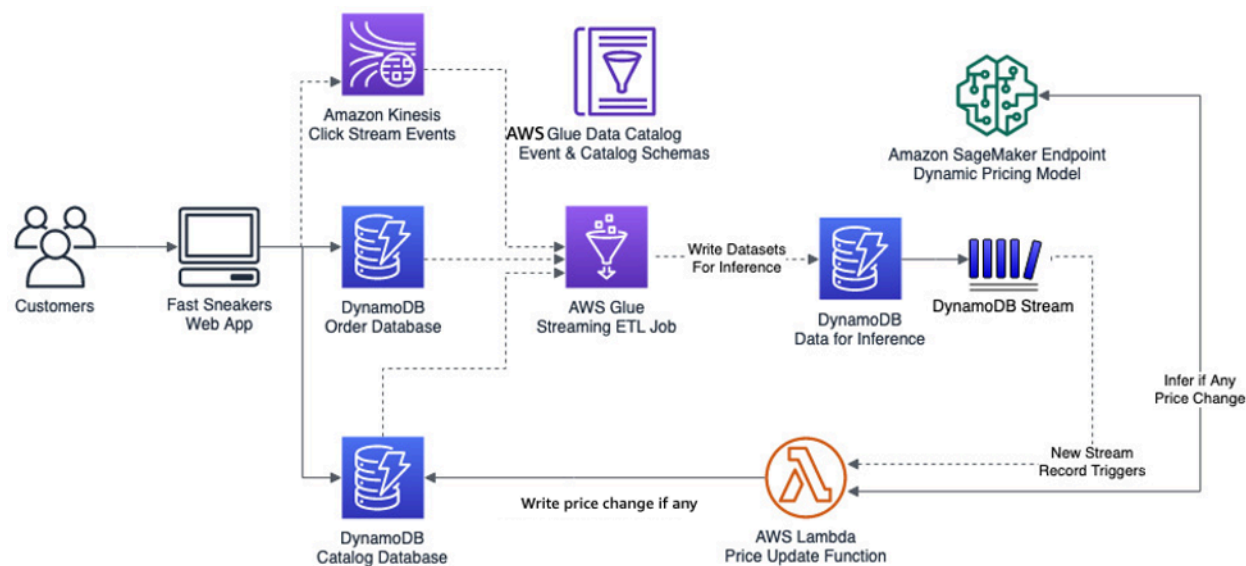 Amazon Kinesis
Click Stream Events
AWS Glue Data Catalog
Event & Catalog Schemas
Amazon SageMaker Endpoint
Dynamic Pricing Model
Customers
Fast Sneakers
Web App
DynamoDB
Order Database
AWS Glue
Streaming ETL Job
Write Datasets
For Inference
DynamoDB
Data for Inference
DynamoDB Stream
Infer if Any
Price Change
New Stream
Record Triggers
Write price change if any
DynamoDB
Catalog Database
AWS Lambda
Price Update Function